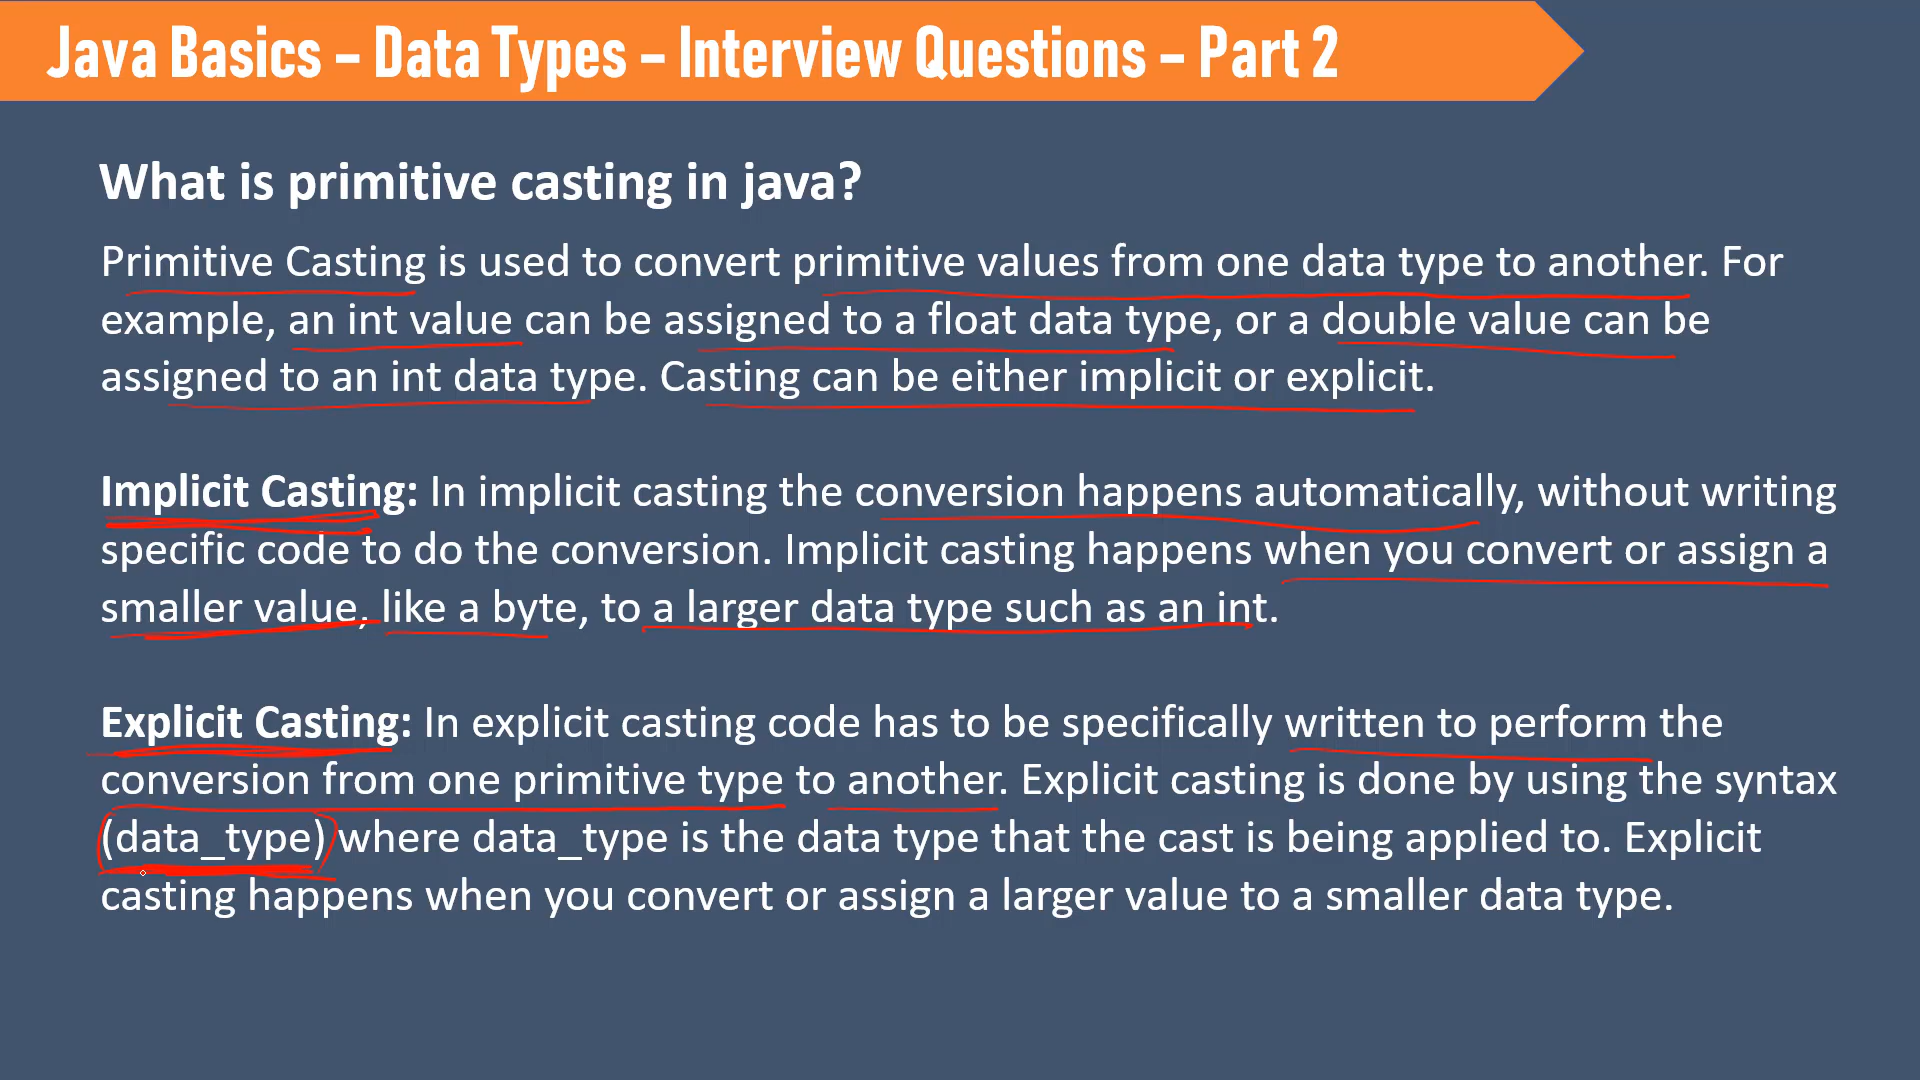 Java Basics – Data Types – Interview Questions – Part 2
What is primitive casting in java?
Primitive Casting is used to convert primitive values from one data type to another. For
example, an int value can be assigned to a float data type, or a double value can be
assigned to an int data type. Casting can be either implicit or explicit.
Implicit Casting: In implicit casting the conversion happens automatically, without writing
specific code to do the conversion. Implicit casting happens when you convert or assign a
smaller value, like a byte, to a larger data type such as an int.
Explicit Casting: In explicit casting code has to be specifically written to perform the
conversion from one primitive type to another. Explicit casting is done by using the syntax
(data_type) where data_type is the data type that the cast is being applied to. Explicit
casting happens when you convert or assign a larger value to a smaller data type.